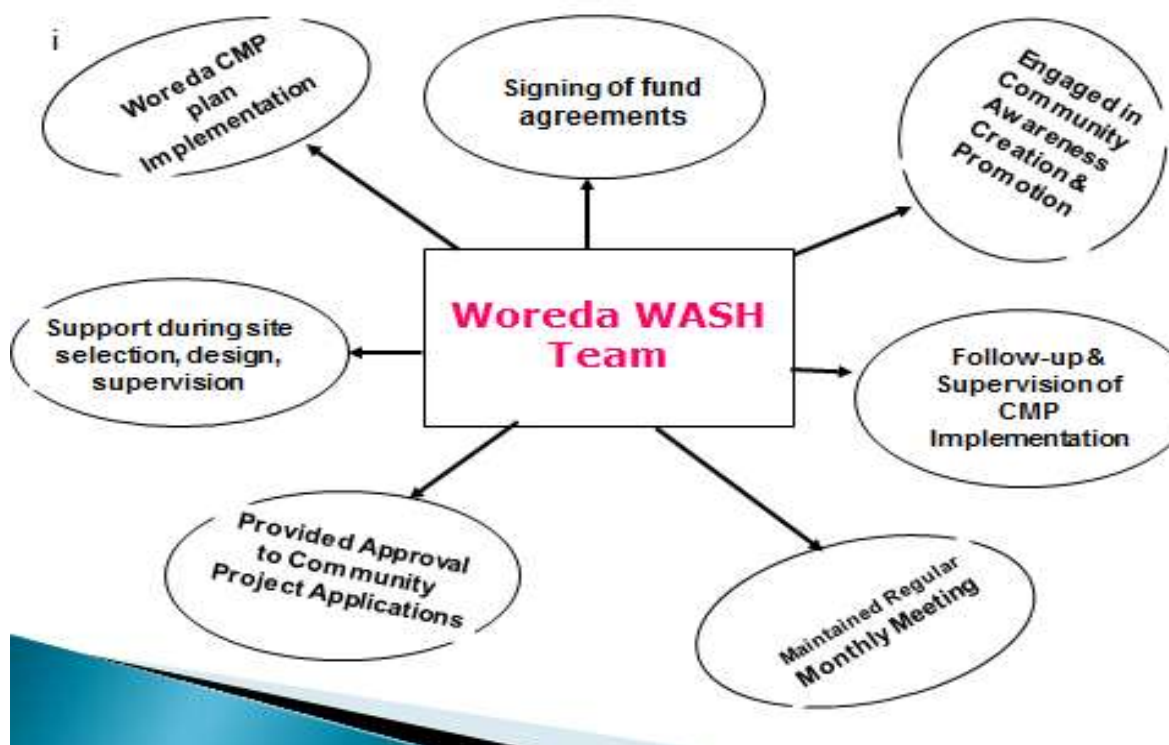 i
Woreda CMP
plan
Implementation
Signing of fund
agreements
Engaged in
Community
Awareness
Creation &
Promotion
Woreda WASH
Team
Support during site
selection, design,
supervision
Follow-up &
Supervision of
CMP
Implementation
Provided Approval
to Community
Project Applications
Maintained Regular
Monthly Meeting